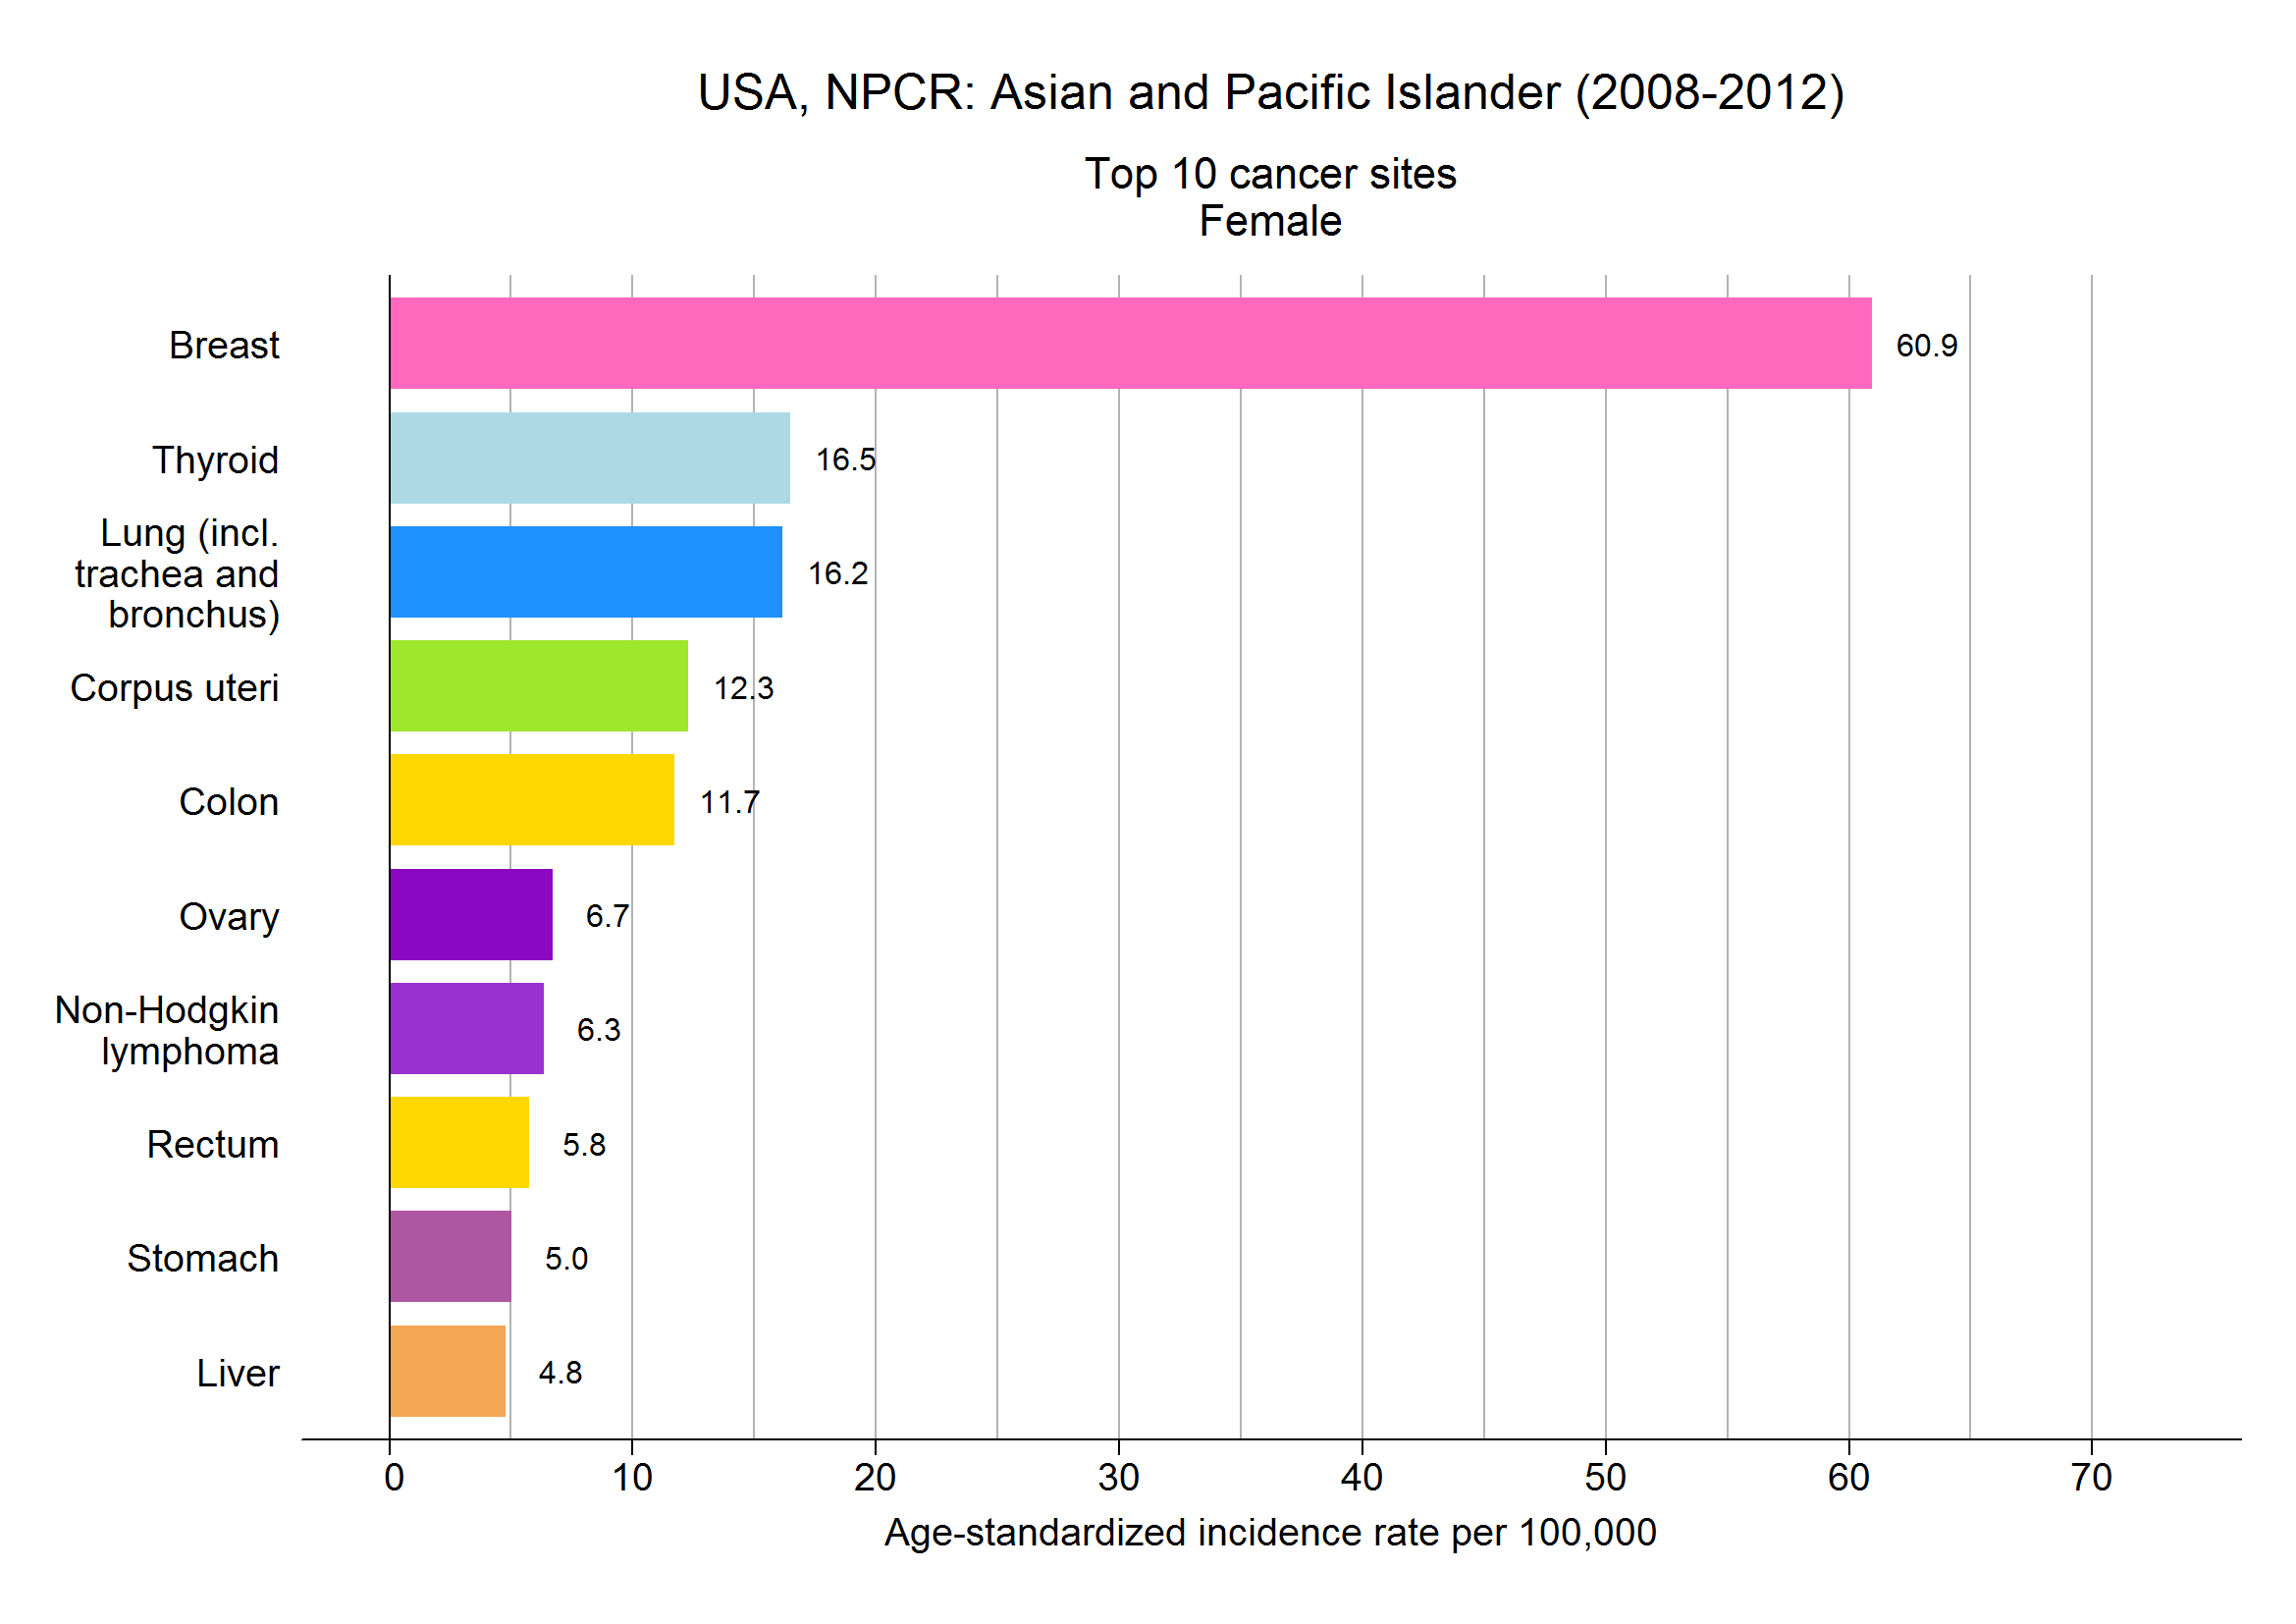 USA, NPCR: Asian and Pacific Islander (2008-2012)
Top 10 cancer sites
Female
Breast
60.9
Thyroid
16.5
Lung (incl.
trachea and
bronchus)
16.2
Corpus uteri
12.3
Colon
11.7
Ovary
6.7
Non-Hodgkin
lymphoma
6.3
Rectum
5.8
Stomach
5.0
Liver
4.8
0 10 20 30 40 50 60 70
Age-standardized incidence rate per 100,000